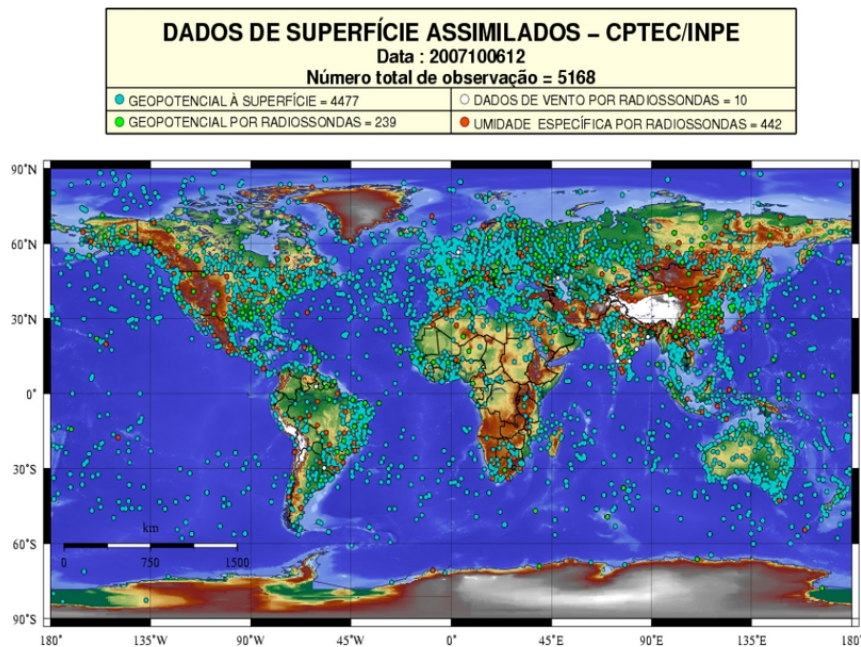 DADOS DE SUPERFÍCIE ASSIMILADOS – CPTEC/INPE
Data : 2007100612
Número total de observação = 5168
GEOPOTENCIAL À SUPERFÍCIE = 4477
DADOS DE VENTO POR RADIOSSONDAS = 10
GEOPOTENCIAL POR RADIOSSONDAS = 239
UMIDADE ESPECÍFICA POR RADIOSSONDAS = 442
90°N
60°N
30°N
0°
30°S
60°S
90°S
km
0 750 1500
180° 135°W 90°W 45°W 0° 45°E 90°E 135°E 180°